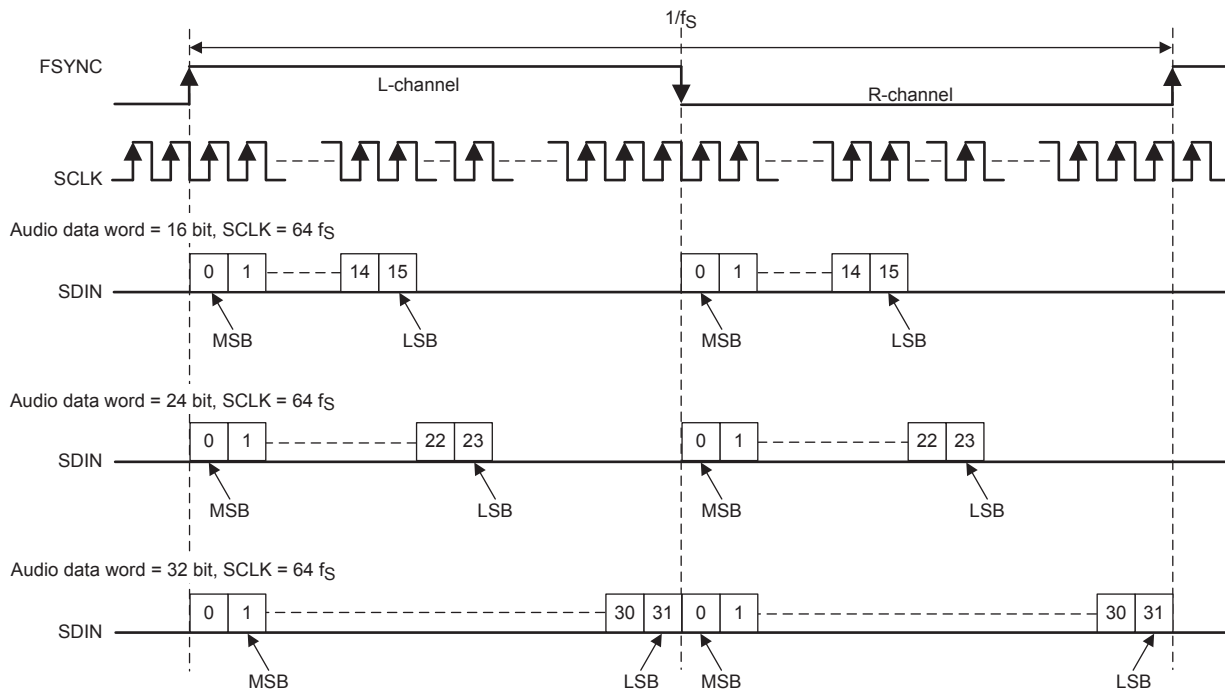 1/fS
FSYNC
L-channel
R-channel
SCLK
Audio data word = 16 bit, SCLK = 64 fS
SDIN 0 1 14 15 0 1 14 15
MSB LSB MSB LSB
Audio data word = 24 bit, SCLK = 64 fS
SDIN 0 1 22 23 0 1 22 23
MSB LSB MSB LSB
Audio data word = 32 bit, SCLK = 64 fS
SDIN 0 1 30 31 0 1 30 31
MSB LSB MSB LSB